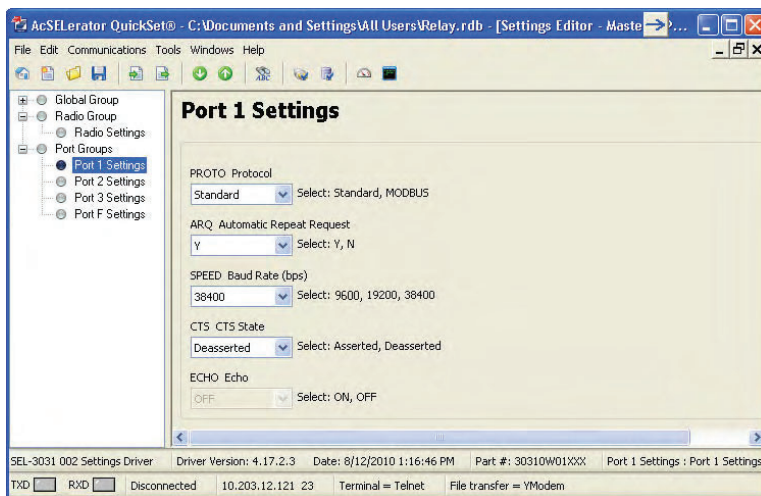 AcSELerator QuickSet® - C:\Documents and Settings\All Users\Relay.rdb - [Settings Editor - Maste
File Edit Communications Tools Windows Help
Global Group
Radio Group
Radio Settings
Port Groups
Port 1 Settings
Port 2 Settings
Port 3 Settings
Port F Settings
Port 1 Settings
PROTO Protocol
Standard Select: Standard, MODBUS
ARQ Automatic Repeat Request
Y Select: Y, N
SPEED Baud Rate (bps)
38400 Select: 9600, 19200, 38400
CTS CTS State
Deasserted Select: Asserted, Deasserted
ECHO Echo
OFF Select: ON, OFF
SEL-3031 002 Settings Driver Driver Version: 4.17.2.3 Date: 8/12/2010 1:16:46 PM Part #: 30310W01XXX Port 1 Settings : Port 1 Settings
TXD RXD Disconnected 10.203.12.121 23 Terminal = Telnet File transfer = YModem